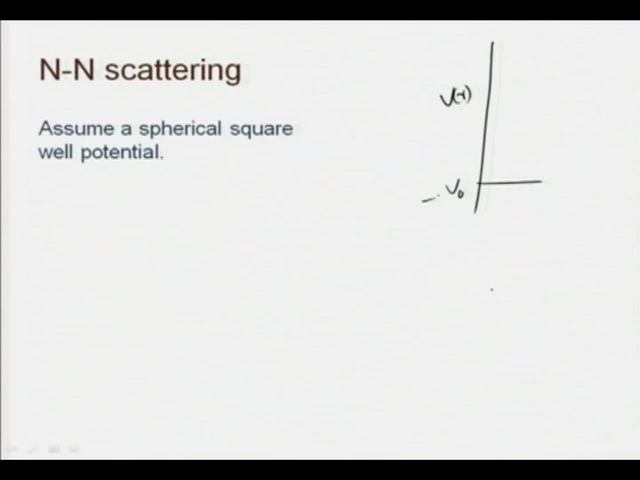 N-N scattering
Assume a spherical square
well potential.
V(r)
- V₀